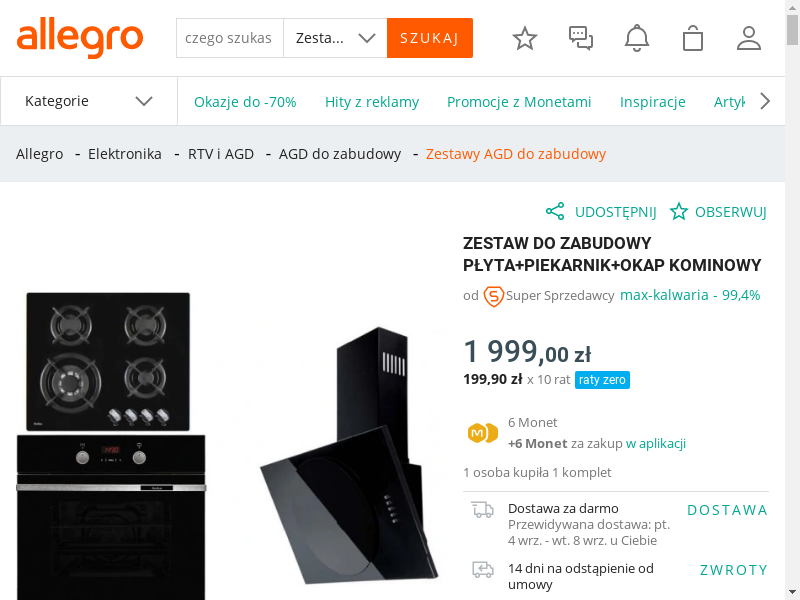 allegro
czego szukas
Zesta...
SZUKAJ
Kategorie
Okazje do -70%
Hity z reklamy
Promocje z Monetami
Inspiracje
Artyk
Allegro - Elektronika - RTV i AGD - AGD do zabudowy - Zestawy AGD do zabudowy
UDOSTĘPNIJ
OBSERWUJ
ZESTAW DO ZABUDOWY
PŁYTA+PIEKARNIK+OKAP KOMINOWY
od S Super Sprzedawcy max-kalwaria - 99,4%
1 999,00 zł
199,90 zł x 10 rat raty zero
M
6 Monet
+6 Monet za zakup w aplikacji
1 osoba kupiła 1 komplet
Dostawa za darmo
DOSTAWA
Przewidywana dostawa: pt.
4 wrz. - wt. 8 wrz. u Ciebie
14 dni na odstąpienie od
umowy
ZWROTY